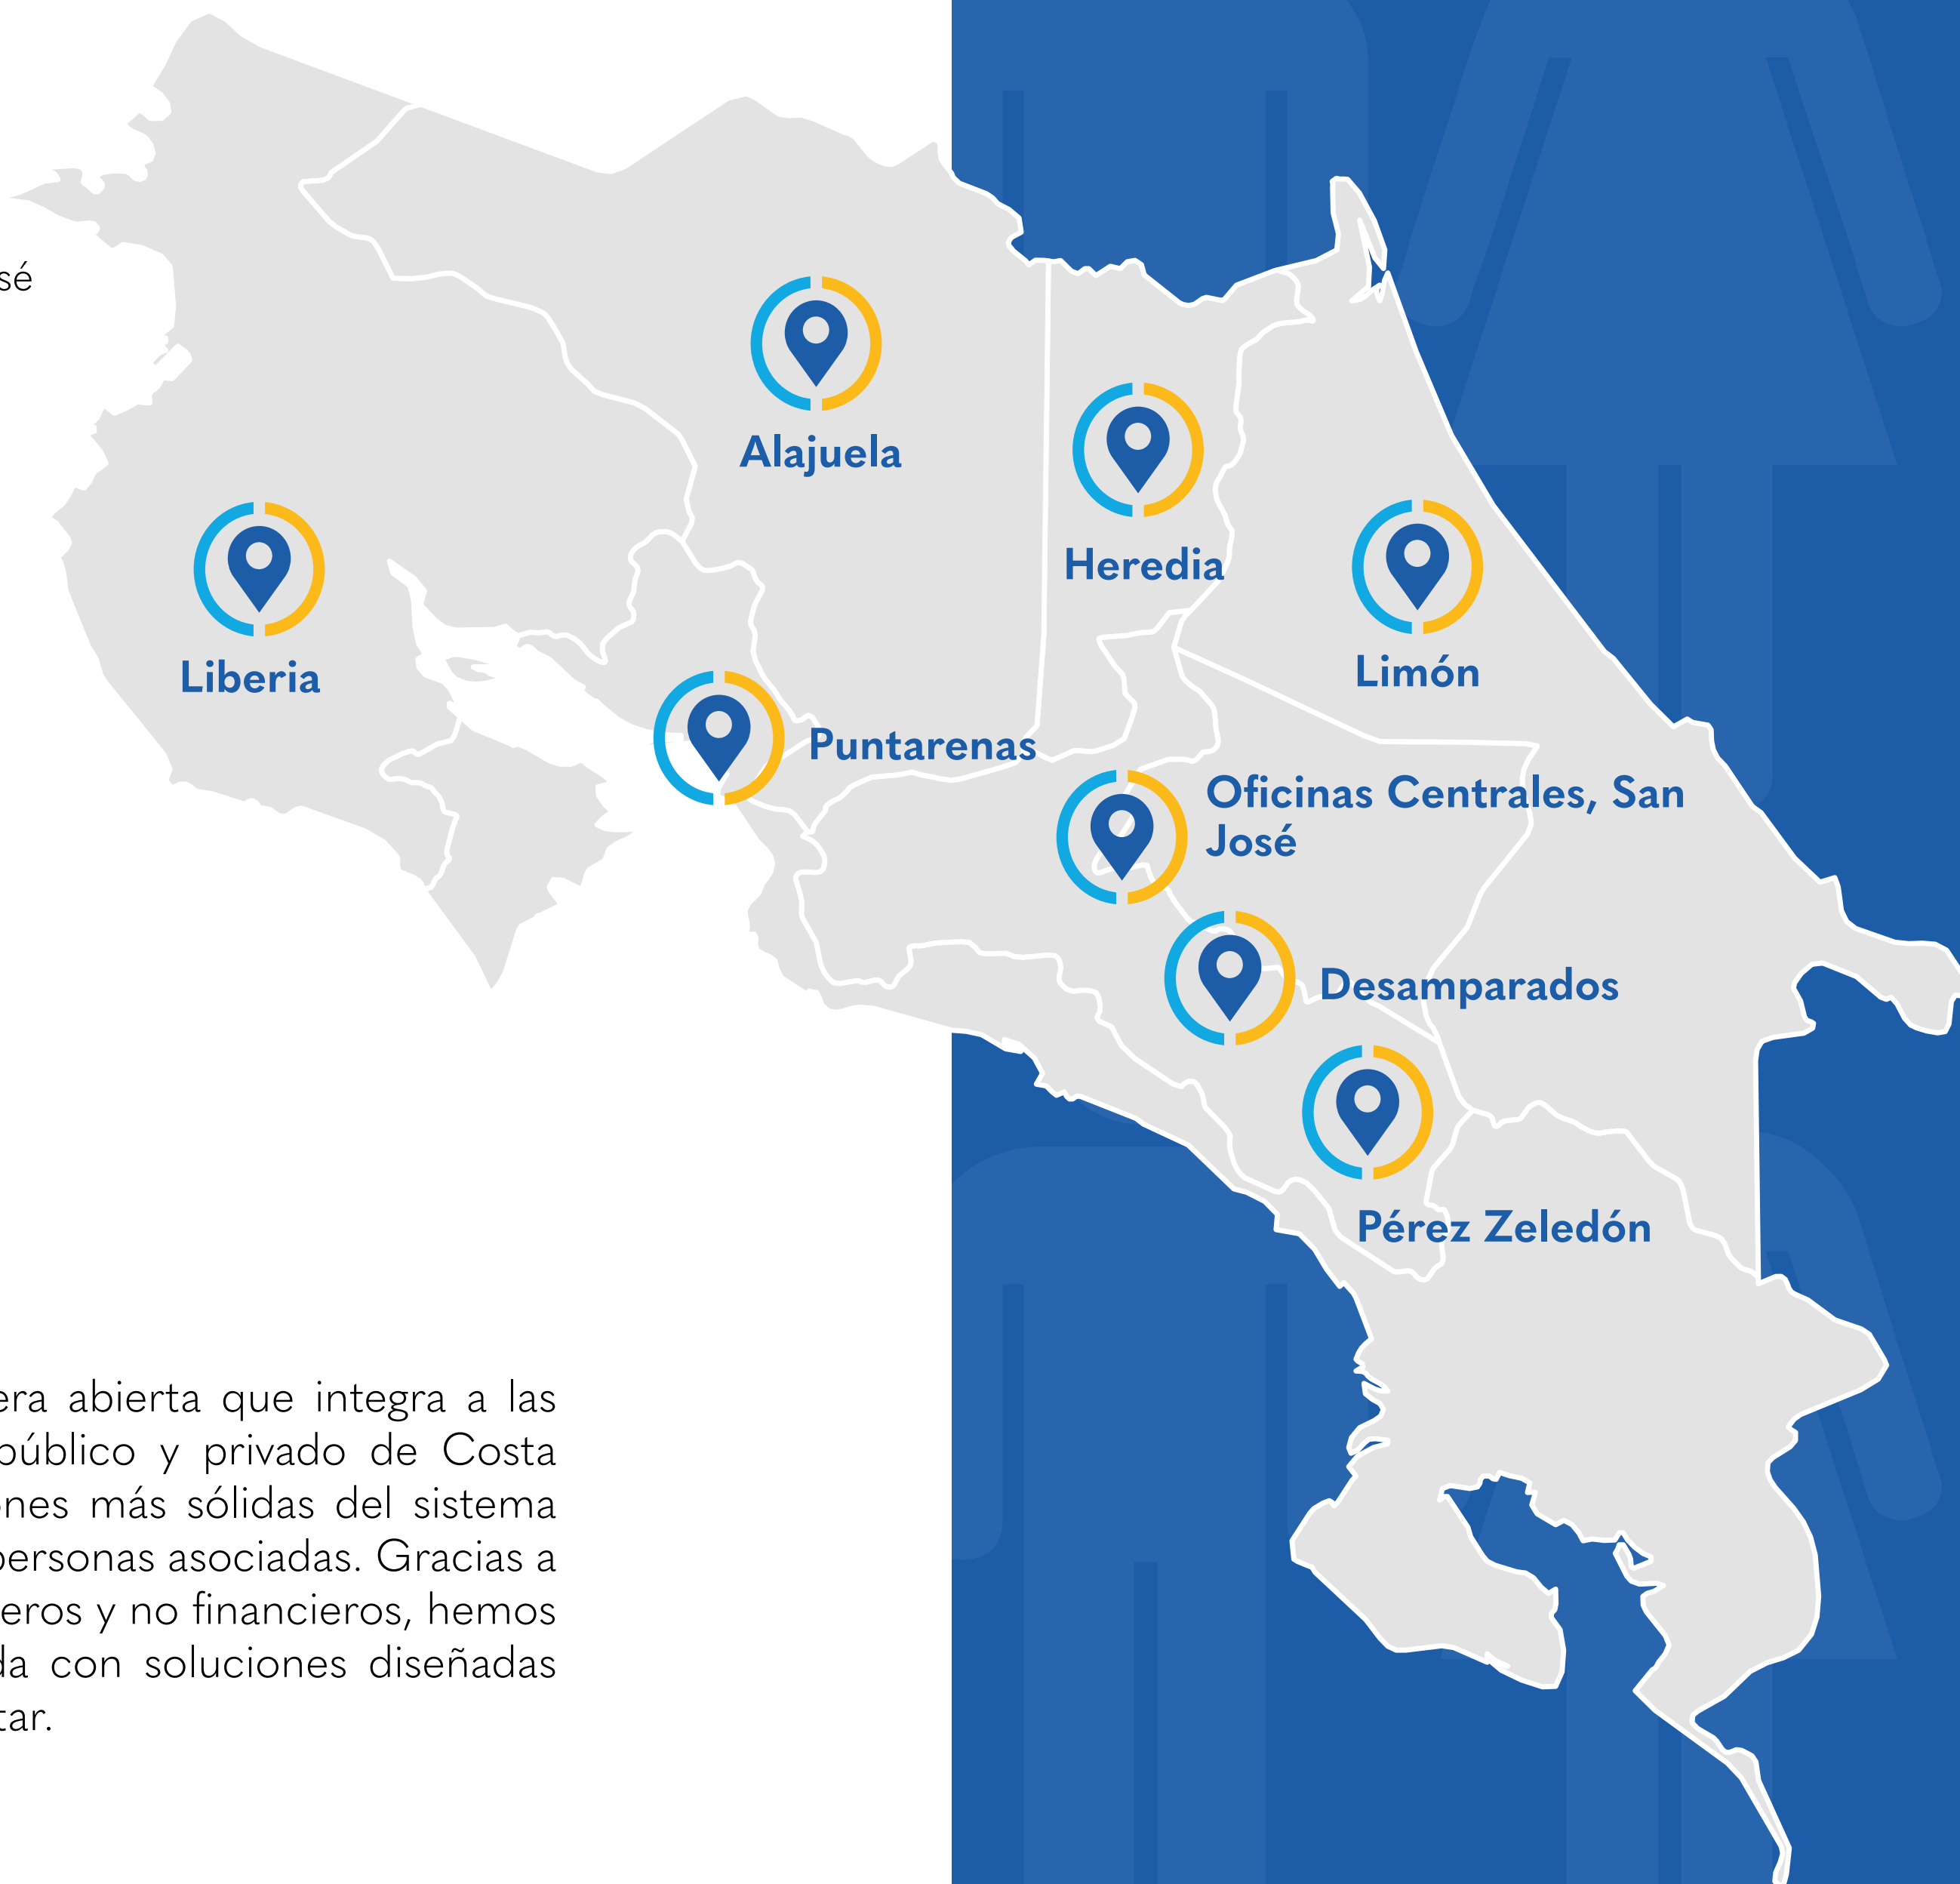 sé
Alajuela
Heredia
Limón
Liberia
Puntarenas
Oficinas Centrales, San
José
Desamparados
Pérez Zeledón
era abierta que integra a las
público y privado de Costa
nes más sólidas del sistema
personas asociadas. Gracias a
eros y no financieros, hemos
da con soluciones diseñadas
tar.